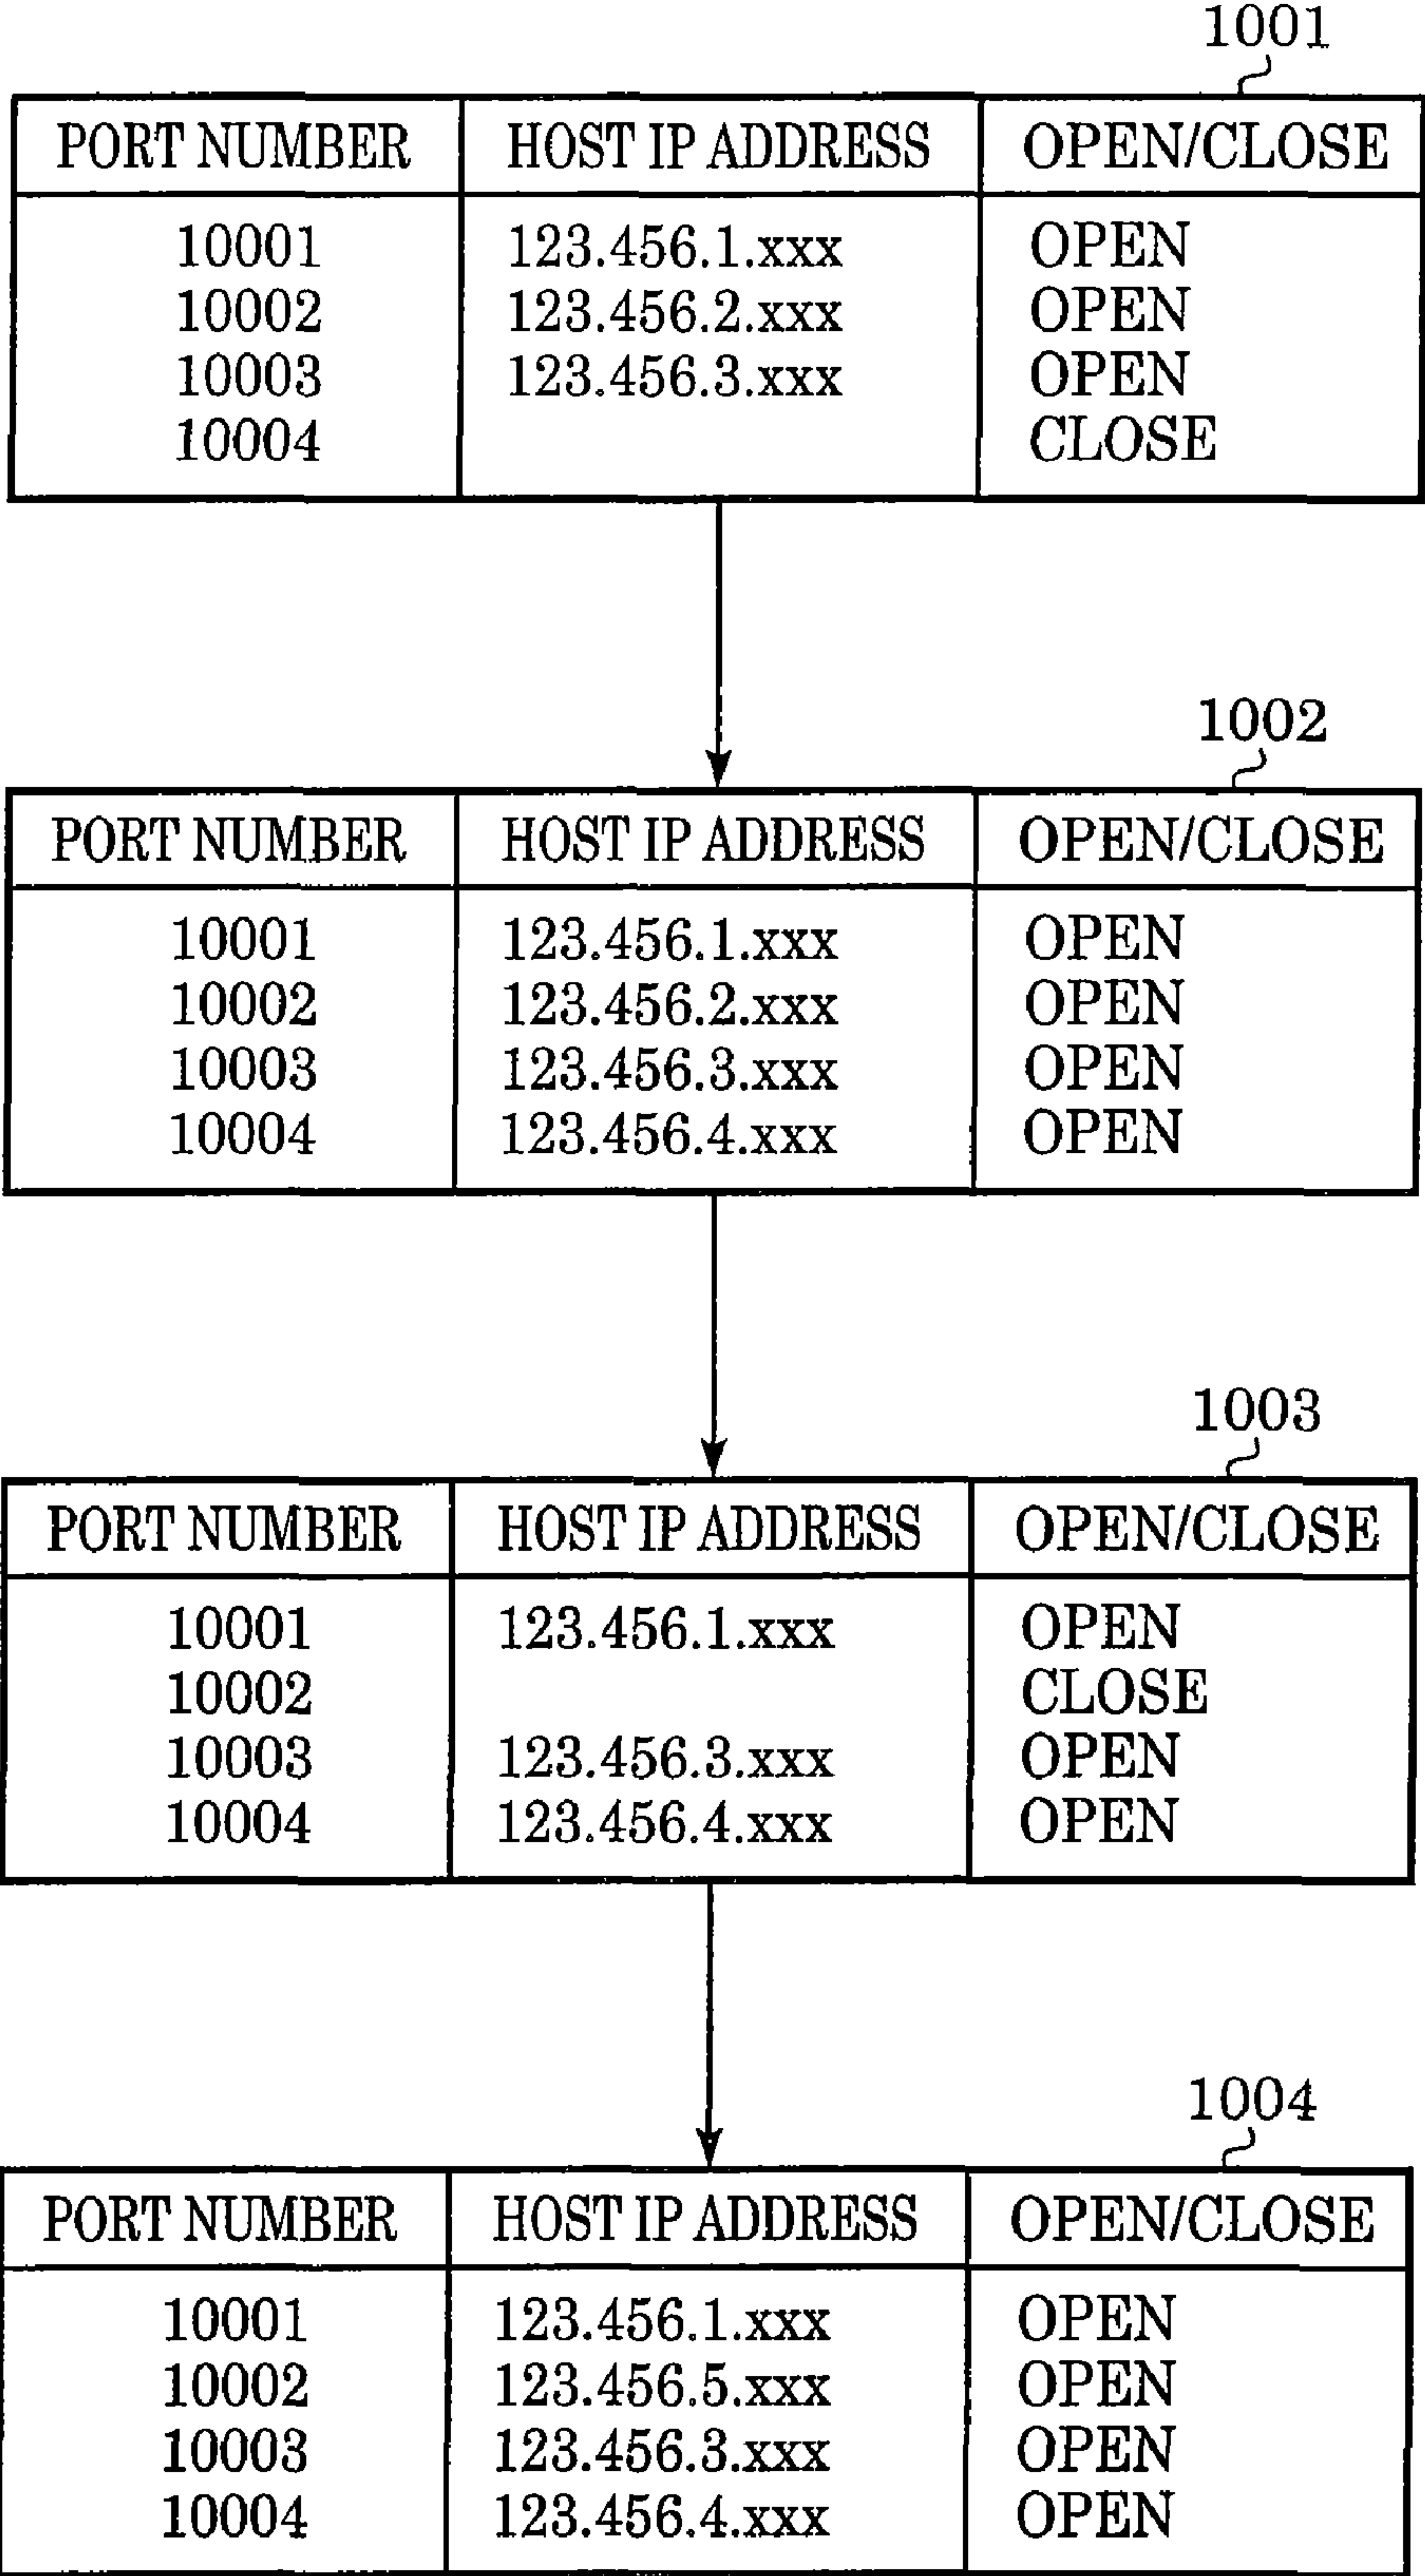 1001
PORT NUMBER HOST IP ADDRESS OPEN/CLOSE
10001 123.456.1.xxx OPEN
10002 123.456.2.xxx OPEN
10003 123.456.3.xxx OPEN
10004 CLOSE
1002
PORT NUMBER HOST IP ADDRESS OPEN/CLOSE
10001 123.456.1.xxx OPEN
10002 123.456.2.xxx OPEN
10003 123.456.3.xxx OPEN
10004 123.456.4.xxx OPEN
1003
PORT NUMBER HOST IP ADDRESS OPEN/CLOSE
10001 123.456.1.xxx OPEN
10002 CLOSE
10003 123.456.3.xxx OPEN
10004 123.456.4.xxx OPEN
1004
PORT NUMBER HOST IP ADDRESS OPEN/CLOSE
10001 123.456.1.xxx OPEN
10002 123.456.5.xxx OPEN
10003 123.456.3.xxx OPEN
10004 123.456.4.xxx OPEN